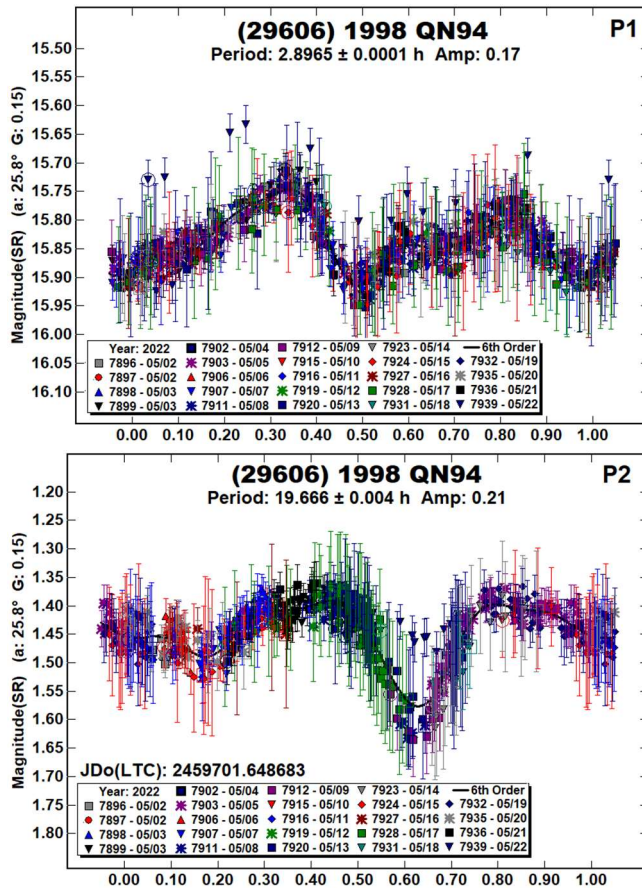 (29606) 1998 QN94 P1
Period: 2.8965 ± 0.0001 h Amp: 0.17
Magnitude(SR) (a: 25.8° G: 0.15)
15.50
15.55
15.60
15.65
15.70
15.75
15.80
15.85
15.90
15.95
16.00
16.05
16.10
Year: 2022 7902 - 05/04 7912 - 05/09 7923 - 05/14 6th Order
7896 - 05/02 7903 - 05/05 7915 - 05/10 7924 - 05/15 7932 - 05/19
7897 - 05/02 7906 - 05/06 7916 - 05/11 7927 - 05/16 7935 - 05/20
7898 - 05/03 7907 - 05/07 7919 - 05/12 7928 - 05/17 7936 - 05/21
7899 - 05/03 7911 - 05/08 7920 - 05/13 7931 - 05/18 7939 - 05/22
0.00 0.10 0.20 0.30 0.40 0.50 0.60 0.70 0.80 0.90 1.00
(29606) 1998 QN94 P2
Period: 19.666 ± 0.004 h Amp: 0.21
Magnitude(SR) (a: 25.8° G: 0.15)
1.20
1.25
1.30
1.35
1.40
1.45
1.50
1.55
1.60
1.65
1.70
1.75
1.80
JDo(LTC): 2459701.648683
Year: 2022 7902 - 05/04 7912 - 05/09 7923 - 05/14 6th Order
7896 - 05/02 7903 - 05/05 7915 - 05/10 7924 - 05/15 7932 - 05/19
7897 - 05/02 7906 - 05/06 7916 - 05/11 7927 - 05/16 7935 - 05/20
7898 - 05/03 7907 - 05/07 7919 - 05/12 7928 - 05/17 7936 - 05/21
7899 - 05/03 7911 - 05/08 7920 - 05/13 7931 - 05/18 7939 - 05/22
0.00 0.10 0.20 0.30 0.40 0.50 0.60 0.70 0.80 0.90 1.00